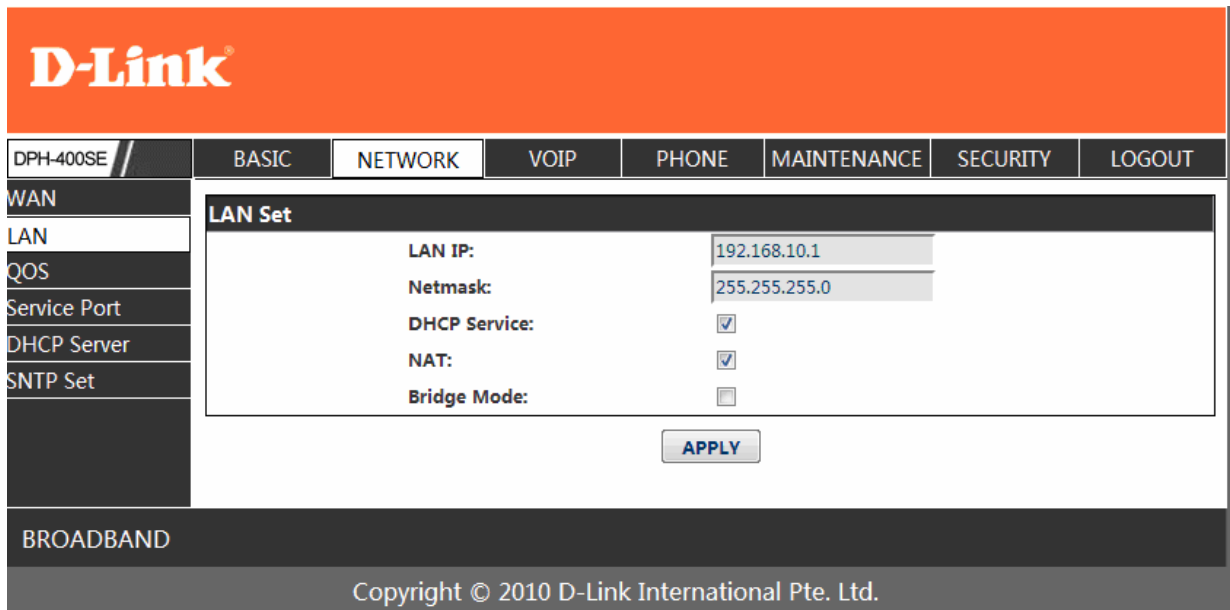 D-Link®
DPH-400SE
BASIC NETWORK VOIP PHONE MAINTENANCE SECURITY LOGOUT
WAN
LAN
QOS
Service Port
DHCP Server
SNTP Set
LAN Set
LAN IP: 192.168.10.1
Netmask: 255.255.255.0
DHCP Service:
NAT:
Bridge Mode:
APPLY
BROADBAND
Copyright © 2010 D-Link International Pte. Ltd.